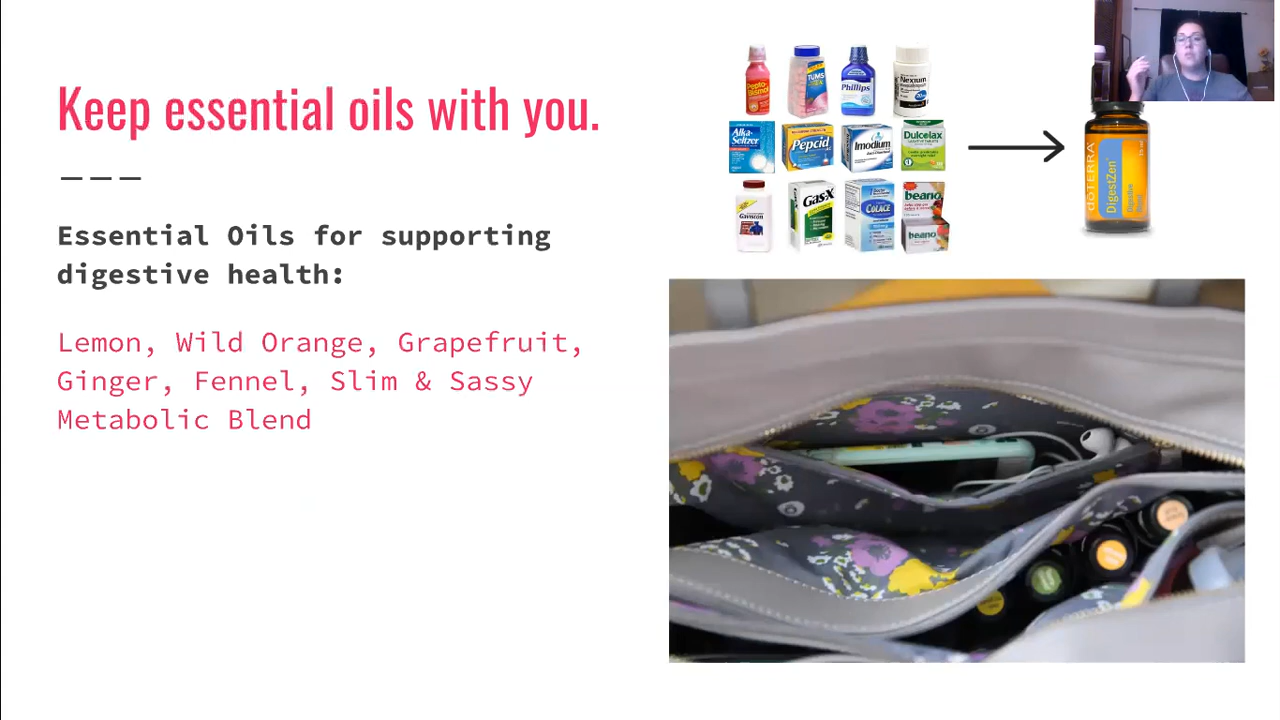 Keep essential oils with you.
Essential Oils for supporting
digestive health:
Lemon, Wild Orange, Grapefruit,
Ginger, Fennel, Slim & Sassy
Metabolic Blend
Pepto
Bismol
TUMS
Phillips
Nexium
Alka-
Seltzer
Pepcid
Imodium
Dulcolax
Gaviscon
Gas-X
COLACE
beano
beano
dōTERRA
DigestZen
Digestive